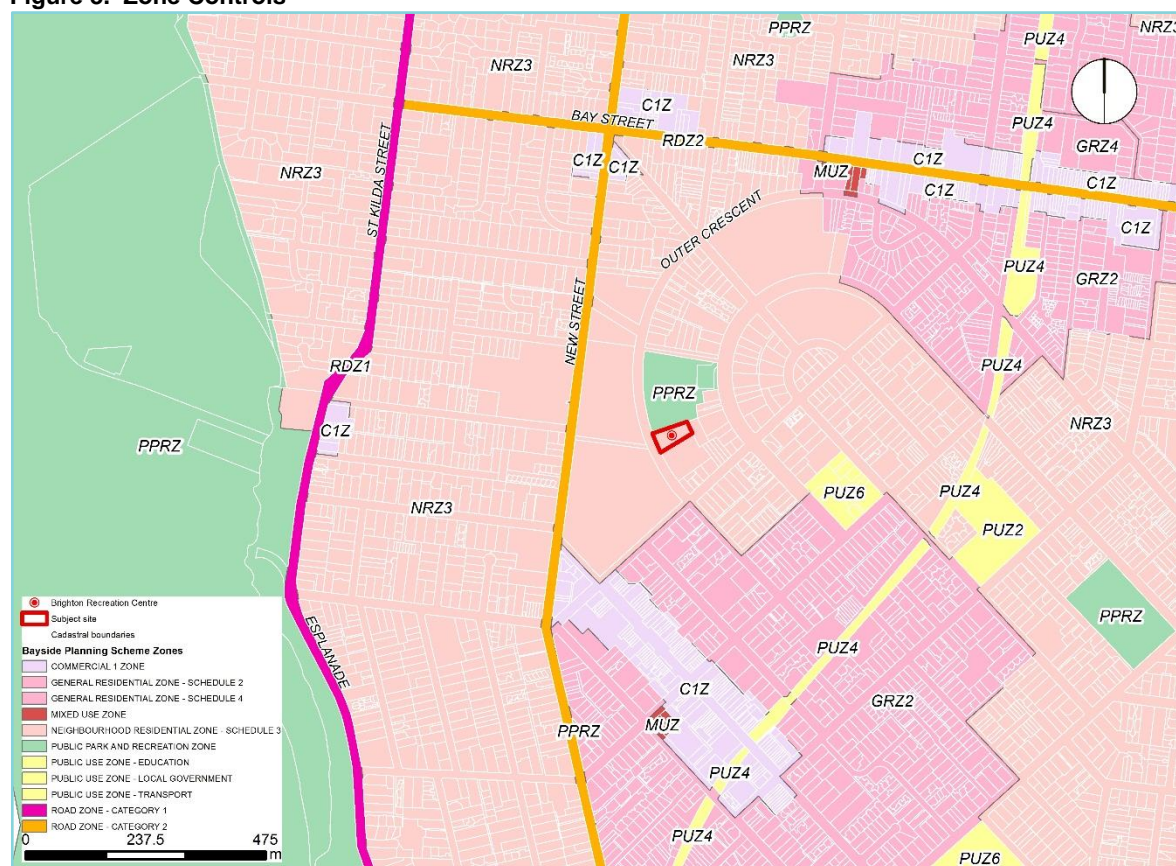 Figure 3: Zone Controls
PPRZ
PUZ4
NRZ3
NRZ3
NRZ3
C1Z
BAY STREET
RDZ2
PUZ4
GRZ4
NRZ3
ST KILDA STREET
C1Z
C1Z
MUZ
C1Z
C1Z
C1Z
C1Z
OUTER CRESCENT
PUZ4
GRZ2
NEW STREET
RDZ1
PUZ4
PPRZ
C1Z
NRZ3
PPRZ
NRZ3
PUZ6
PUZ4
PUZ2
PPRZ
ESPLANADE
PUZ4
C1Z
GRZ2
PPRZ
MUZ
PUZ4
PUZ4
PUZ6
Brighton Recreation Centre
Subject site
Cadastral boundaries
Bayside Planning Scheme Zones
COMMERCIAL 1 ZONE
GENERAL RESIDENTIAL ZONE - SCHEDULE 2
GENERAL RESIDENTIAL ZONE - SCHEDULE 4
MIXED USE ZONE
NEIGHBOURHOOD RESIDENTIAL ZONE - SCHEDULE 3
PUBLIC PARK AND RECREATION ZONE
PUBLIC USE ZONE - EDUCATION
PUBLIC USE ZONE - LOCAL GOVERNMENT
PUBLIC USE ZONE - TRANSPORT
ROAD ZONE - CATEGORY 1
ROAD ZONE - CATEGORY 2
0 237.5 475
m